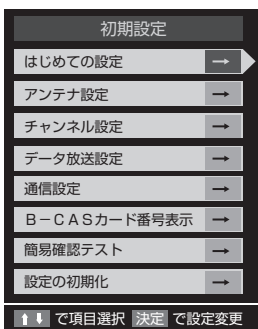 初期設定
はじめての設定 →
アンテナ設定 →
チャンネル設定 →
データ放送設定 →
通信設定 →
B－CASカード番号表示 →
簡易確認テスト →
設定の初期化 →
⬆⬇ で項目選択 決定 で設定変更